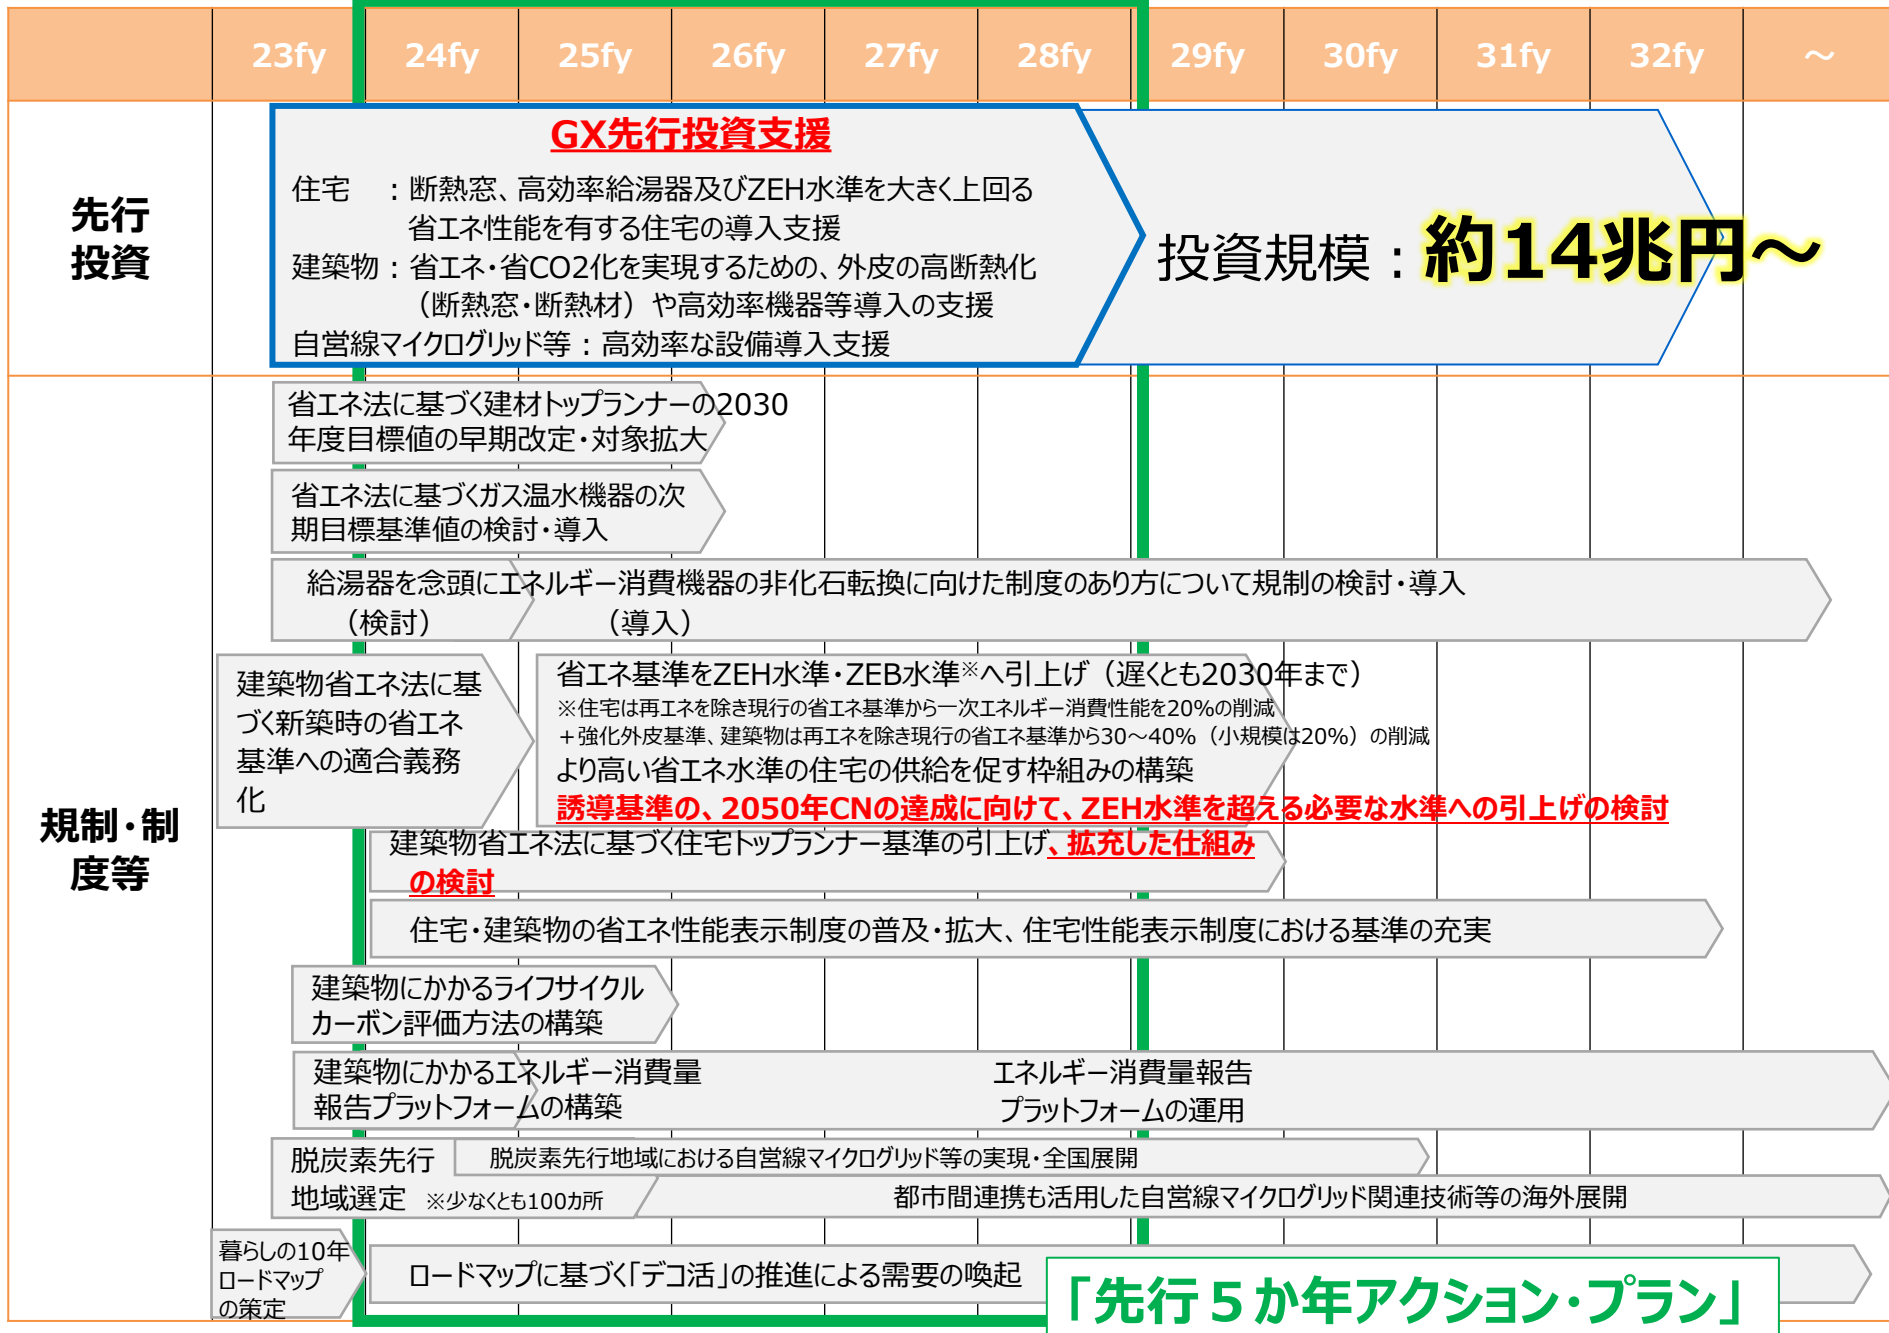 23fy 24fy 25fy 26fy 27fy 28fy 29fy 30fy 31fy 32fy ～
先行
投資
GX先行投資支援
住宅　：断熱窓、高効率給湯器及びZEH水準を大きく上回る
省エネ性能を有する住宅の導入支援
建築物：省エネ・省CO2化を実現するための、外皮の高断熱化
（断熱窓・断熱材）や高効率機器等導入の支援
自営線マイクログリッド等：高効率な設備導入支援
投資規模：約14兆円～
規制・制
度等
省エネ法に基づく建材トップランナーの2030
年度目標値の早期改定・対象拡大
省エネ法に基づくガス温水機器の次
期目標基準値の検討・導入
給湯器を念頭にエネルギー消費機器の非化石転換に向けた制度のあり方について規制の検討・導入
（検討）　（導入）
建築物省エネ法に基
づく新築時の省エネ
基準への適合義務
化
省エネ基準をZEH水準・ZEB水準※へ引上げ（遅くとも2030年まで）
※住宅は再エネを除き現行の省エネ基準から一次エネルギー消費性能を20%の削減
＋強化外皮基準、建築物は再エネを除き現行の省エネ基準から30～40%（小規模は20%）の削減
より高い省エネ水準の住宅の供給を促す枠組みの構築
誘導基準の、2050年CNの達成に向けて、ZEH水準を超える必要な水準への引上げの検討
建築物省エネ法に基づく住宅トップランナー基準の引上げ、拡充した仕組み
の検討
住宅・建築物の省エネ性能表示制度の普及・拡大、住宅性能表示制度における基準の充実
建築物にかかるライフサイクル
カーボン評価方法の構築
建築物にかかるエネルギー消費量
報告プラットフォームの構築
エネルギー消費量報告
プラットフォームの運用
脱炭素先行
地域選定 ※少なくとも100カ所
脱炭素先行地域における自営線マイクログリッド等の実現・全国展開
都市間連携も活用した自営線マイクログリッド関連技術等の海外展開
暮らしの10年
ロードマップ
の策定
ロードマップに基づく「デコ活」の推進による需要の喚起
「先行５か年アクション・プラン」